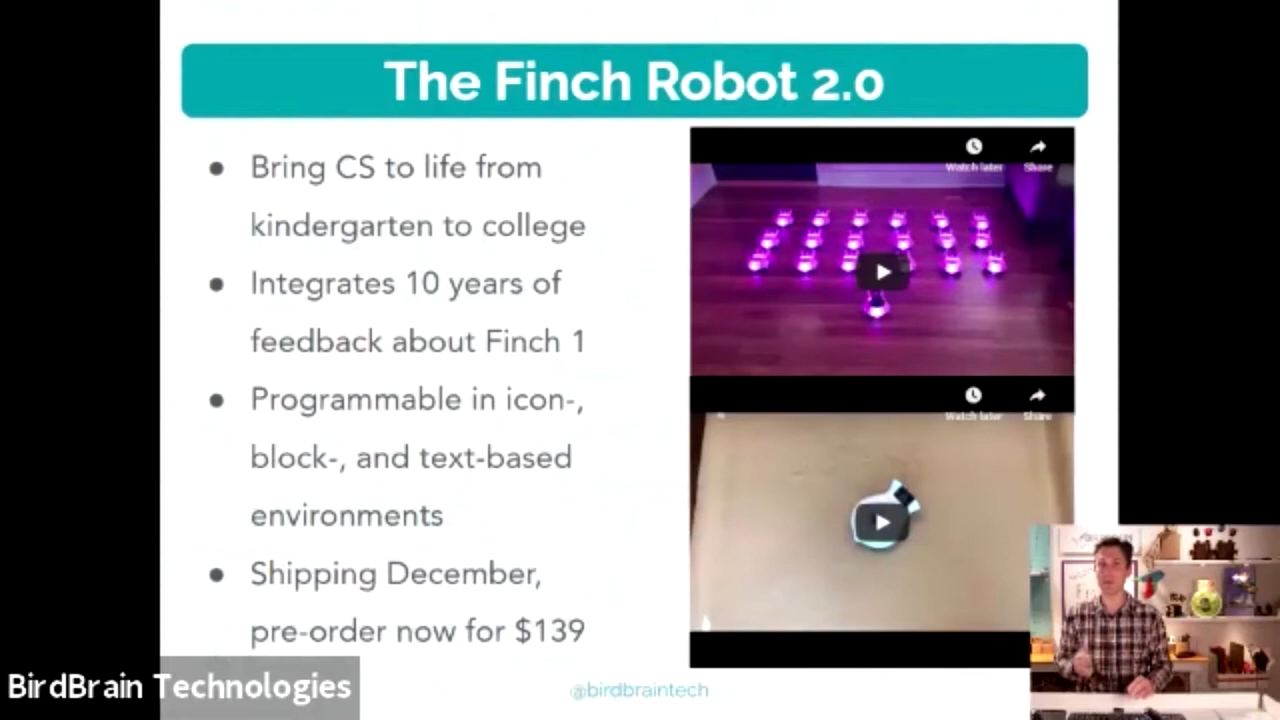 The Finch Robot 2.0
● Bring CS to life from
kindergarten to college
● Integrates 10 years of
feedback about Finch 1
● Programmable in icon-,
block-, and text-based
environments
● Shipping December,
pre-order now for $139
Watch later Share
Watch later Share
BirdBrain Technologies
@birdbraintech